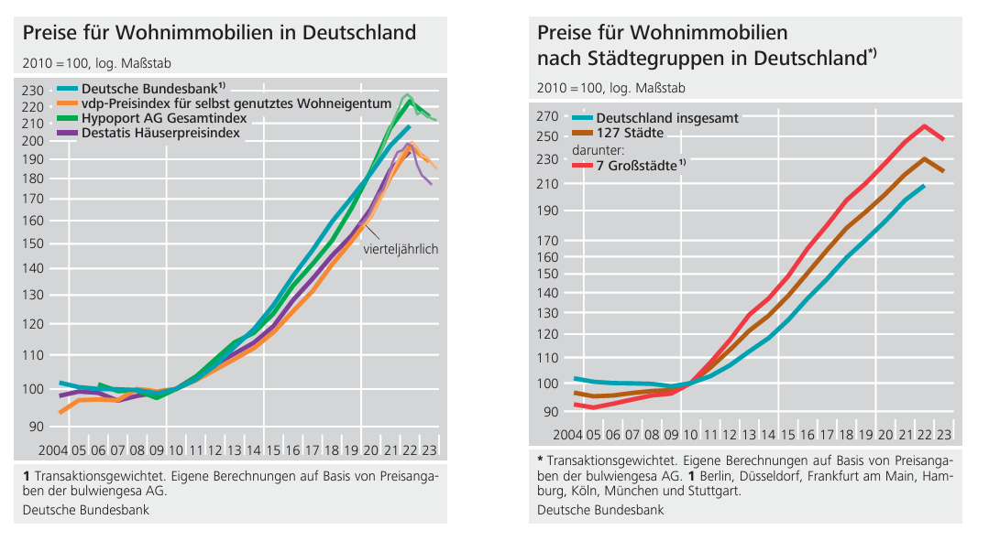 Preise für Wohnimmobilien in Deutschland
2010 = 100, log. Maßstab
Deutsche Bundesbank¹⁾
vdp-Preisindex für selbst genutztes Wohneigentum
Hypoport AG Gesamtindex
Destatis Häuserpreisindex
230
220
210
200
190
180
170
160
150
140
130
120
110
100
90
vierteljährlich
2004 05 06 07 08 09 10 11 12 13 14 15 16 17 18 19 20 21 22 23
1 Transaktionsgewichtet. Eigene Berechnungen auf Basis von Preisanga-
ben der bulwiengesa AG.
Deutsche Bundesbank
Preise für Wohnimmobilien
nach Städtegruppen in Deutschland*)
2010 = 100, log. Maßstab
Deutschland insgesamt
127 Städte
darunter:
7 Großstädte¹⁾
270
250
230
210
190
170
160
150
140
130
120
110
100
90
2004 05 06 07 08 09 10 11 12 13 14 15 16 17 18 19 20 21 22 23
* Transaktionsgewichtet. Eigene Berechnungen auf Basis von Preisanga-
ben der bulwiengesa AG. 1 Berlin, Düsseldorf, Frankfurt am Main, Ham-
burg, Köln, München und Stuttgart.
Deutsche Bundesbank